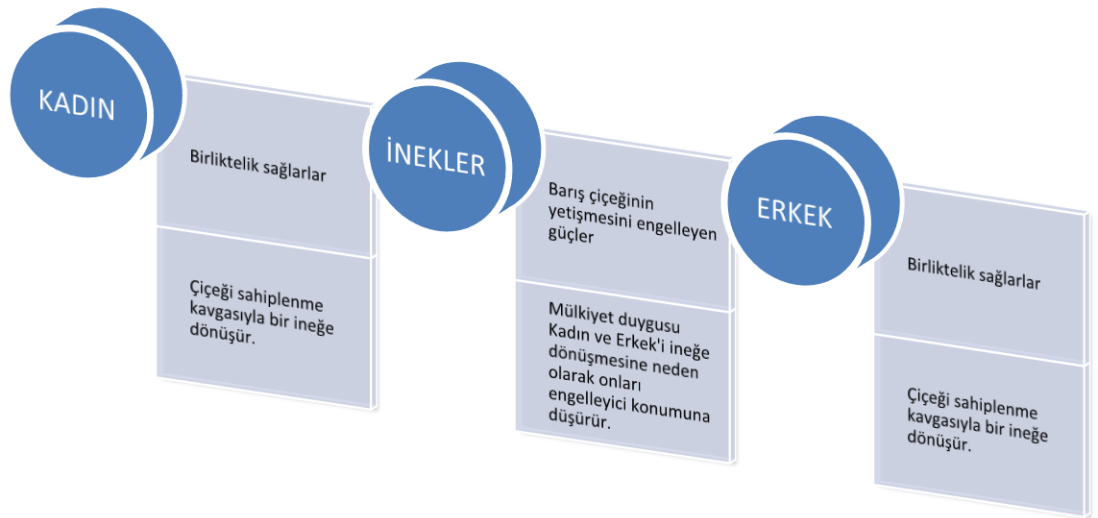 KADIN
Birliktelik sağlarlar
Çiçeği sahiplenme
kavgasıyla bir ineğe
dönüşür.
İNEKLER
Barış çiçeğinin
yetişmesini engelleyen
güçler
Mülkiyet duygusu
Kadın ve Erkek'i ineğe
dönüşmesine neden
olarak onları
engelleyici konumuna
düşürür.
ERKEK
Birliktelik sağlarlar
Çiçeği sahiplenme
kavgasıyla bir ineğe
dönüşür.